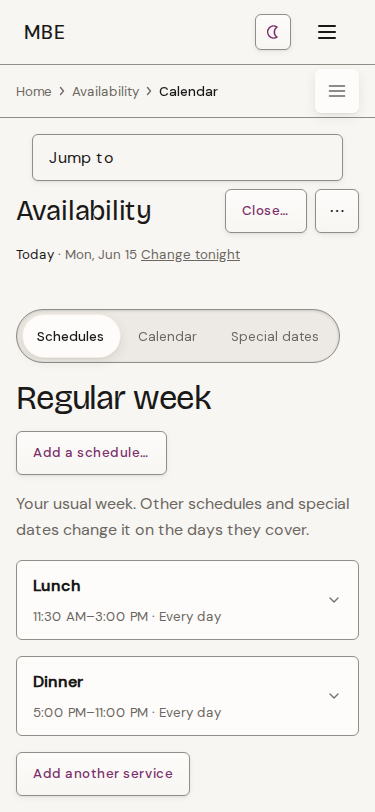 MBE
Home > Availability > Calendar
Jump to
Availability
Close…
...
Today · Mon, Jun 15 Change tonight
Schedules
Calendar
Special dates
Regular week
Add a schedule…
Your usual week. Other schedules and special
dates change it on the days they cover.
Lunch
11:30 AM–3:00 PM · Every day
Dinner
5:00 PM–11:00 PM · Every day
Add another service